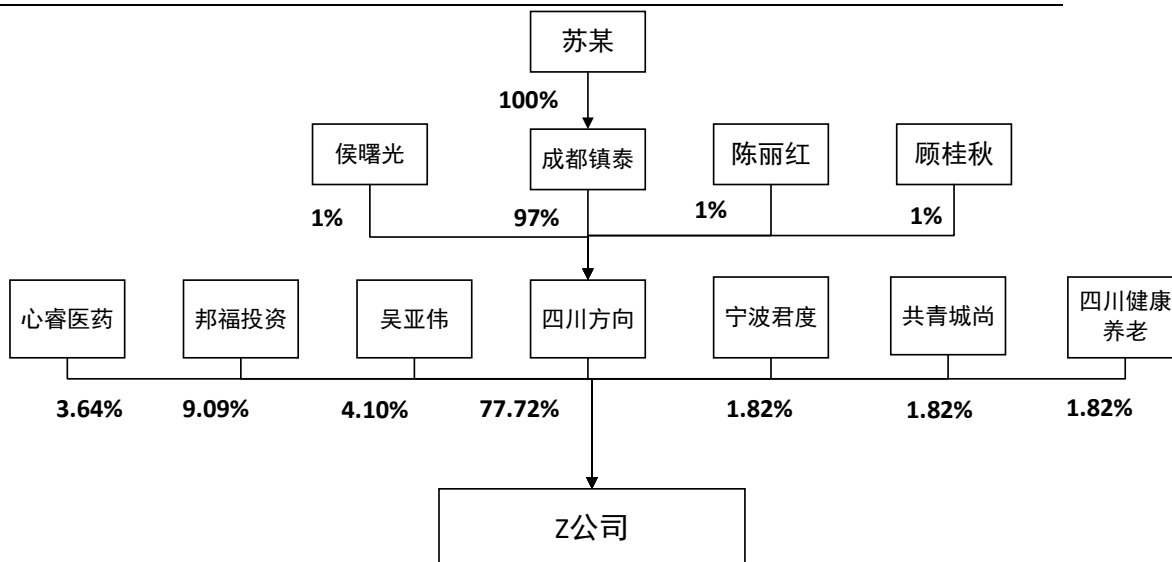 苏某
100%
侯曙光
成都镇泰
陈丽红
顾桂秋
1%
97%
1%
1%
心睿医药
邦福投资
吴亚伟
四川方向
宁波君度
共青城尚
四川健康
养老
3.64%
9.09%
4.10%
77.72%
1.82%
1.82%
1.82%
Z公司